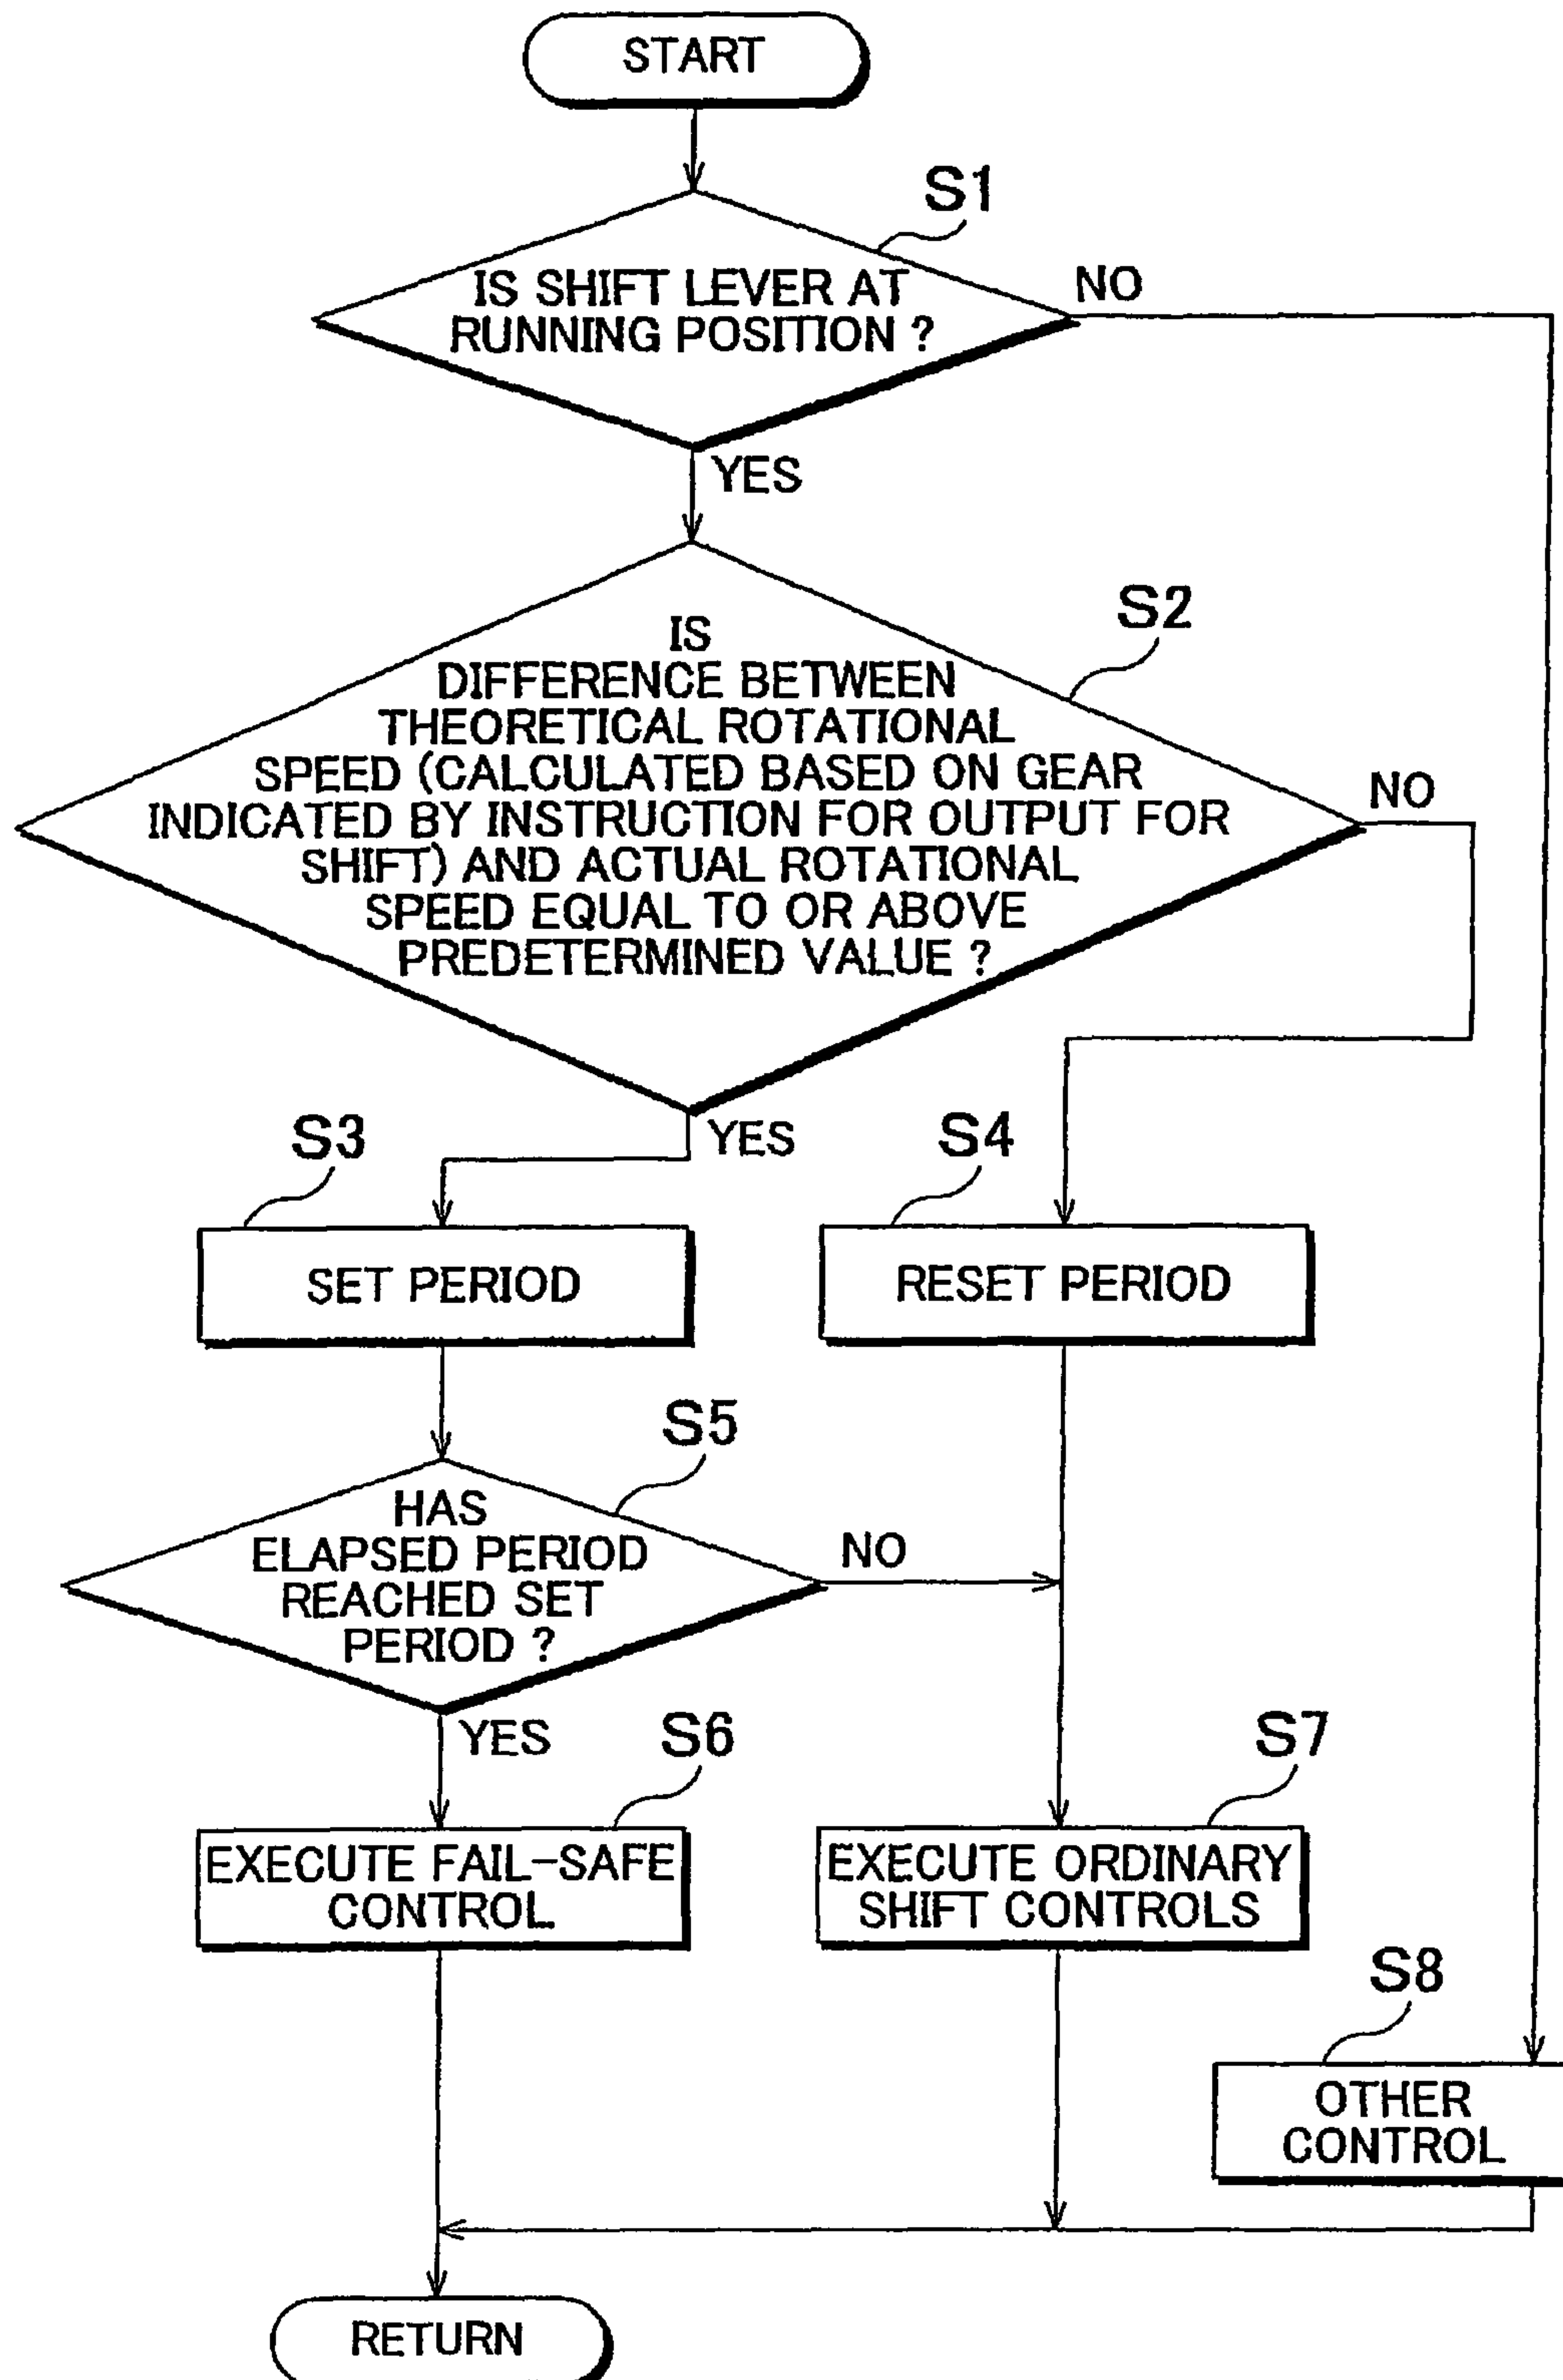 START
S1
IS SHIFT LEVER AT
RUNNING POSITION ?
NO
YES
S2
IS
DIFFERENCE BETWEEN
THEORETICAL ROTATIONAL
SPEED (CALCULATED BASED ON GEAR
INDICATED BY INSTRUCTION FOR OUTPUT FOR
SHIFT) AND ACTUAL ROTATIONAL
SPEED EQUAL TO OR ABOVE
PREDETERMINED VALUE ?
NO
YES
S3
SET PERIOD
S4
RESET PERIOD
S5
HAS
ELAPSED PERIOD
REACHED SET
PERIOD ?
NO
YES
S6
EXECUTE FAIL-SAFE
CONTROL
S7
EXECUTE ORDINARY
SHIFT CONTROLS
S8
OTHER
CONTROL
RETURN